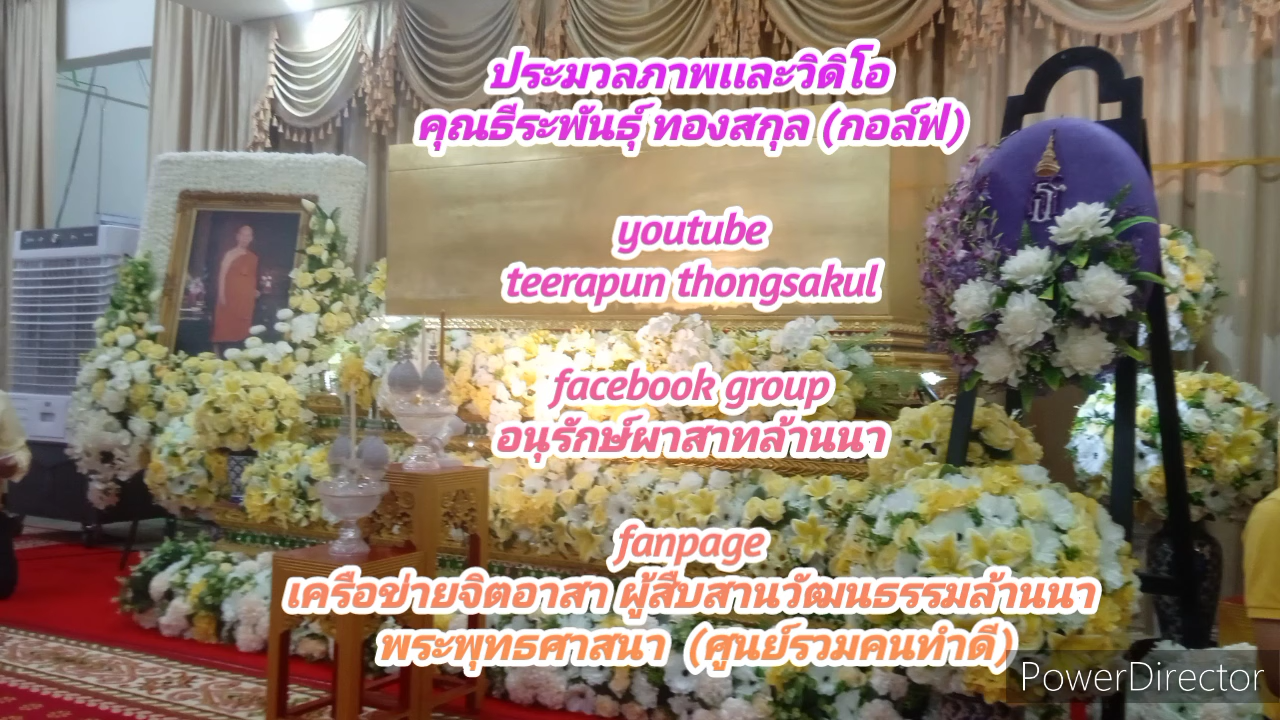 ประมวลภาพและวิดิโอ
คุณธีระพันธุ์ ทองสกุล (กอล์ฟ)
youtube
teerapun thongsakul
facebook group
อนุรักษ์ผาสาทล้านนา
fanpage
เครือข่ายจิตอาสา ผู้สืบสานวัฒนธรรมล้านนา
พระพุทธศาสนา (ศูนย์รวมคนทำดี)
PowerDirector